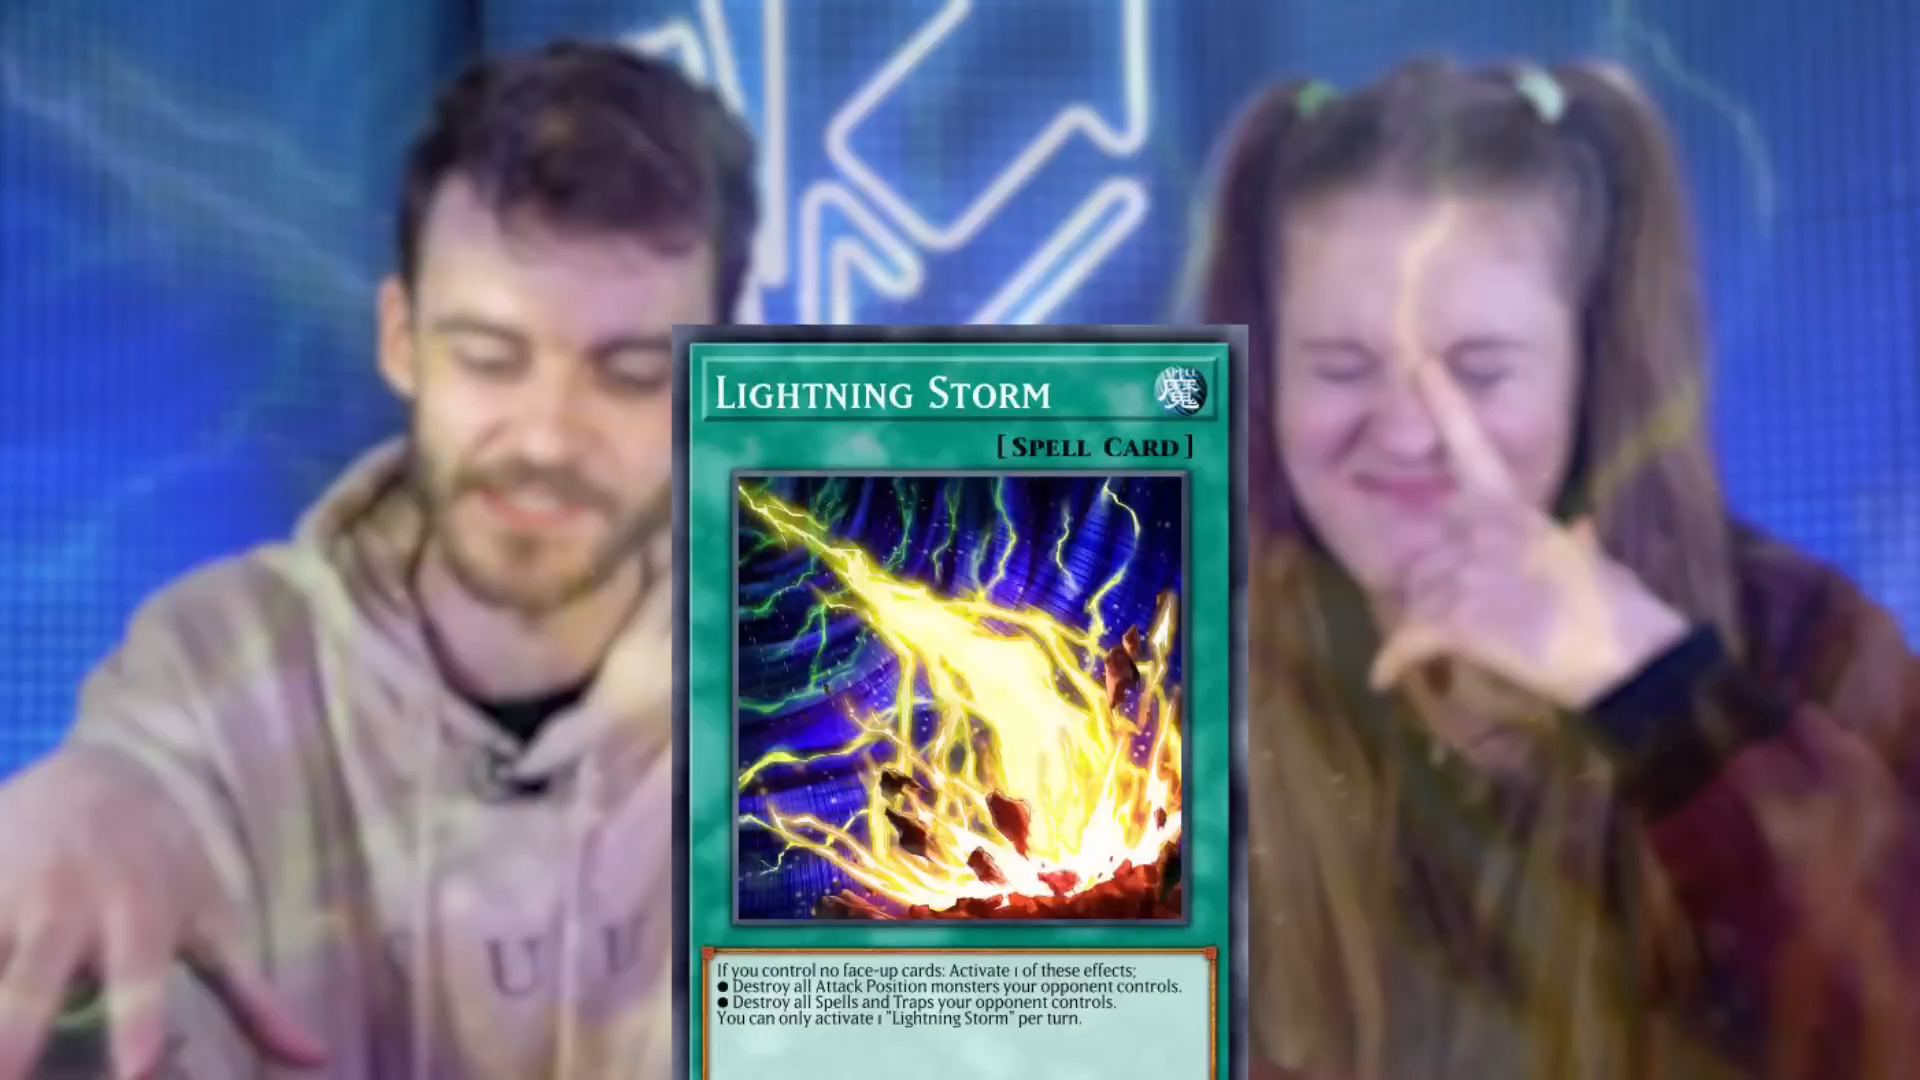 LIGHTNING STORM
魔
[SPELL CARD]
If you control no face-up cards: Activate 1 of these effects;
● Destroy all Attack Position monsters your opponent controls.
● Destroy all Spells and Traps your opponent controls.
You can only activate 1 "Lightning Storm" per turn.